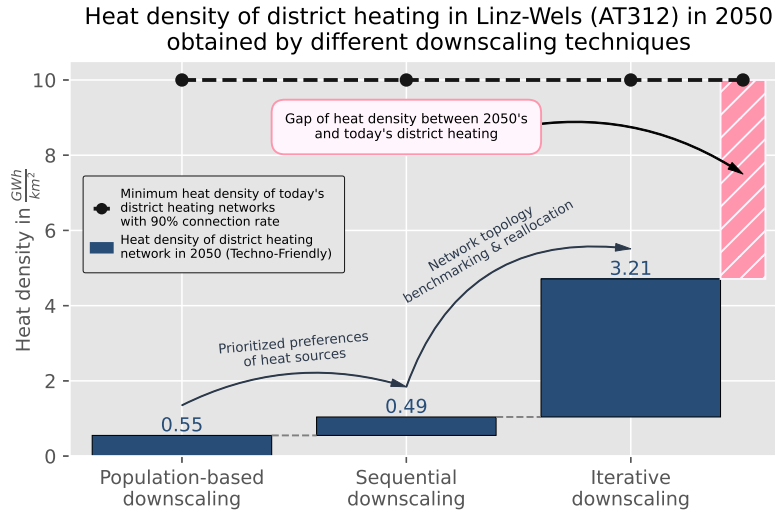 Heat density of district heating in Linz-Wels (AT312) in 2050
obtained by different downscaling techniques
Heat density in GWh/km²
10
8
6
4
2
0
Gap of heat density between 2050's
and today's district heating
Minimum heat density of today's
district heating networks
with 90% connection rate
Heat density of district heating
network in 2050 (Techno-Friendly)
Network topology
benchmarking & reallocation
Prioritized preferences
of heat sources
0.55
0.49
3.21
Population-based
downscaling
Sequential
downscaling
Iterative
downscaling